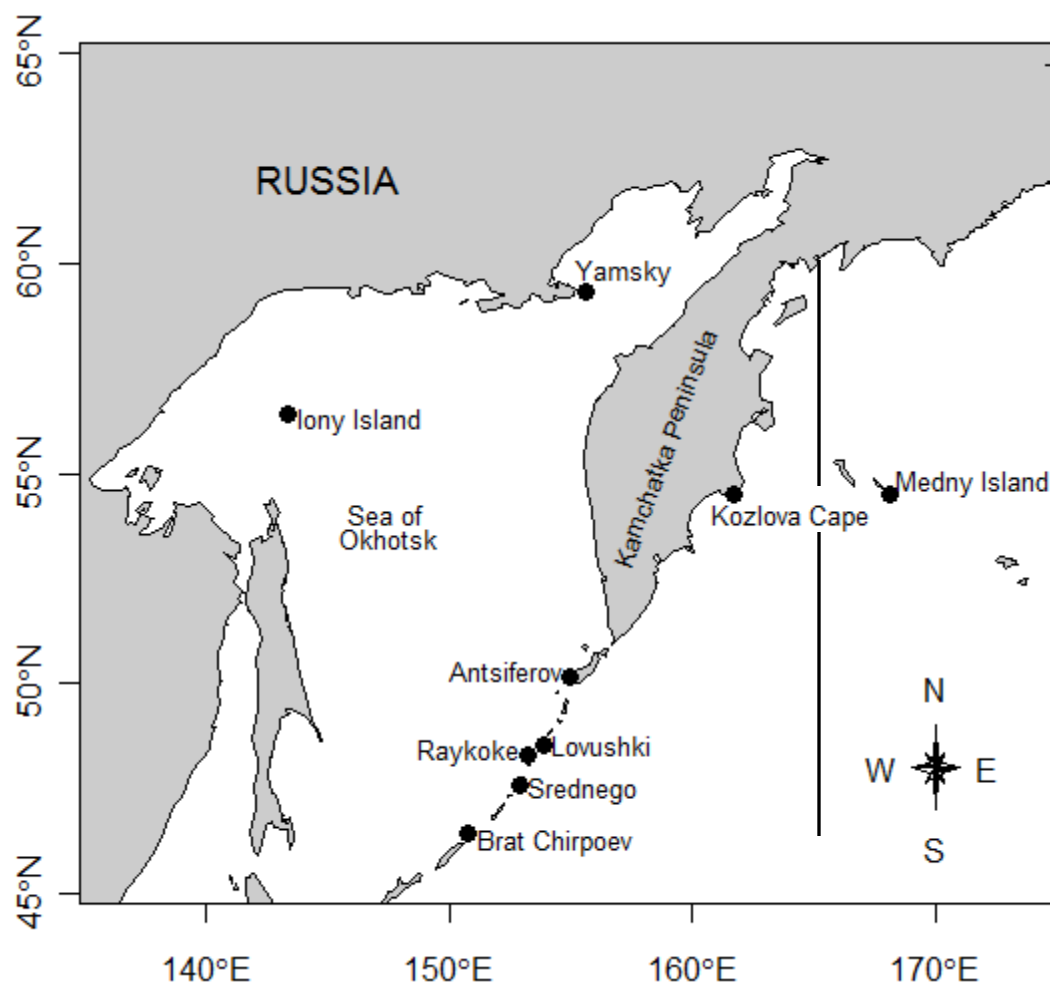 65°N
RUSSIA
60°N
Yamsky
Kamchatka Peninsula
Iony Island
55°N
Medny Island
Kozlova Cape
Sea of
Okhotsk
50°N
Antsiferov
N
Raykoke
Lovushki
W
E
Srednego
Brat Chirpoev
S
45°N
140°E
150°E
160°E
170°E